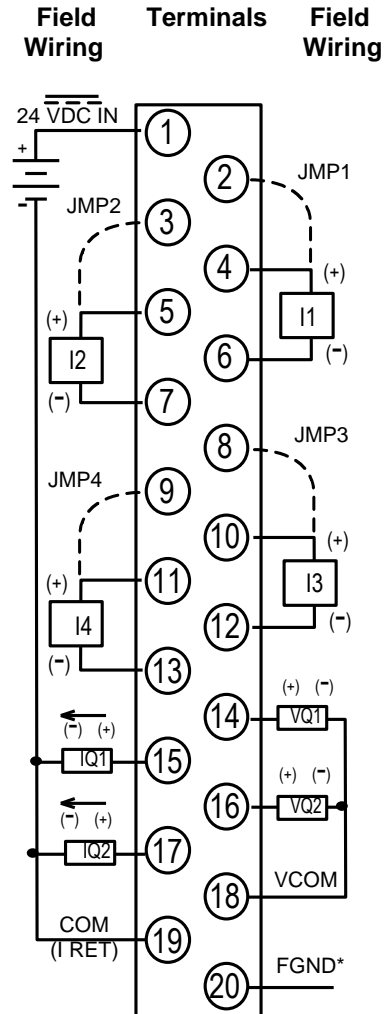 Field Wiring
Terminals
Field Wiring
24 VDC IN
1
+
-
2
JMP1
JMP2
3
4
(+)
I1
(+)
5
I2
6
(-)
(-)
7
8
JMP3
JMP4
9
10
(+)
I3
(+)
11
I4
12
(-)
(-)
13
(+) (-)
14
VQ1
(-) (+)
IQ1
15
(+) (-)
16
VQ2
(-) (+)
IQ2
17
18
VCOM
COM
(I RET)
19
20
FGND*